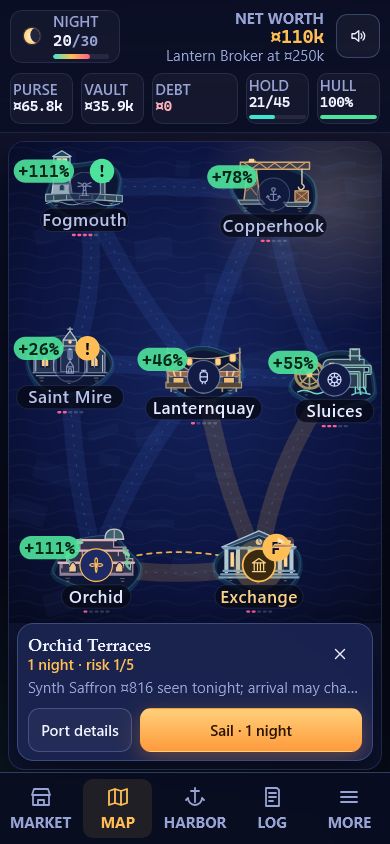 NIGHT
20/30
NET WORTH
¤110k
Lantern Broker at ¤250k
PURSE
¤65.8k
VAULT
¤35.9k
DEBT
¤0
HOLD
21/45
HULL
100%
+111%
!
Fogmouth
+78%
Copperhook
+26%
!
Saint Mire
+46%
Lanternquay
+55%
Sluices
+111%
Orchid
F
Exchange
Orchid Terraces
1 night · risk 1/5
Synth Saffron ¤816 seen tonight; arrival may cha...
Port details
Sail · 1 night
MARKET
MAP
HARBOR
LOG
MORE